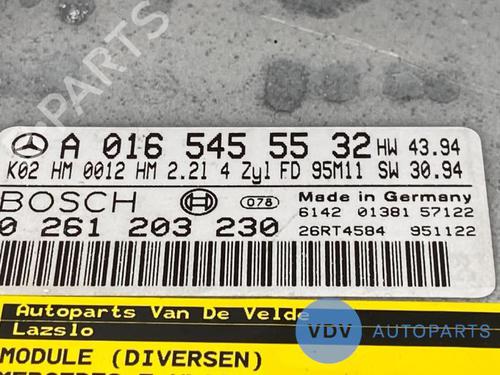 A 016 545 55 32 HW 43.94
K02 HM 0012 HM 2.2l 4 Zyl FD 95M11 SW 30.94
BOSCH 078 Made in Germany
6142 01381 57122
0 261 203 230 26RT4584 951122
Autoparts Van De Velde
Lazslo
VDV AUTOPARTS
MODULE (DIVERSEN)